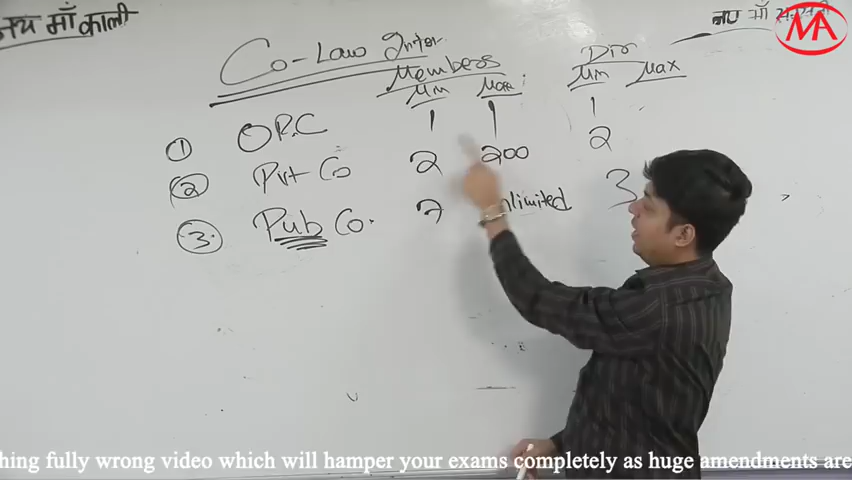 जय माँ काली
जय माँ
MA
Co-Law Inter
Members
Dir
Min Max
Min Max
① OPC 1 1 1
② Pvt Co 2 200 2
③ Pub Co. 7 unlimited 3
hing fully wrong video which will hamper your exams completely as huge amendments are